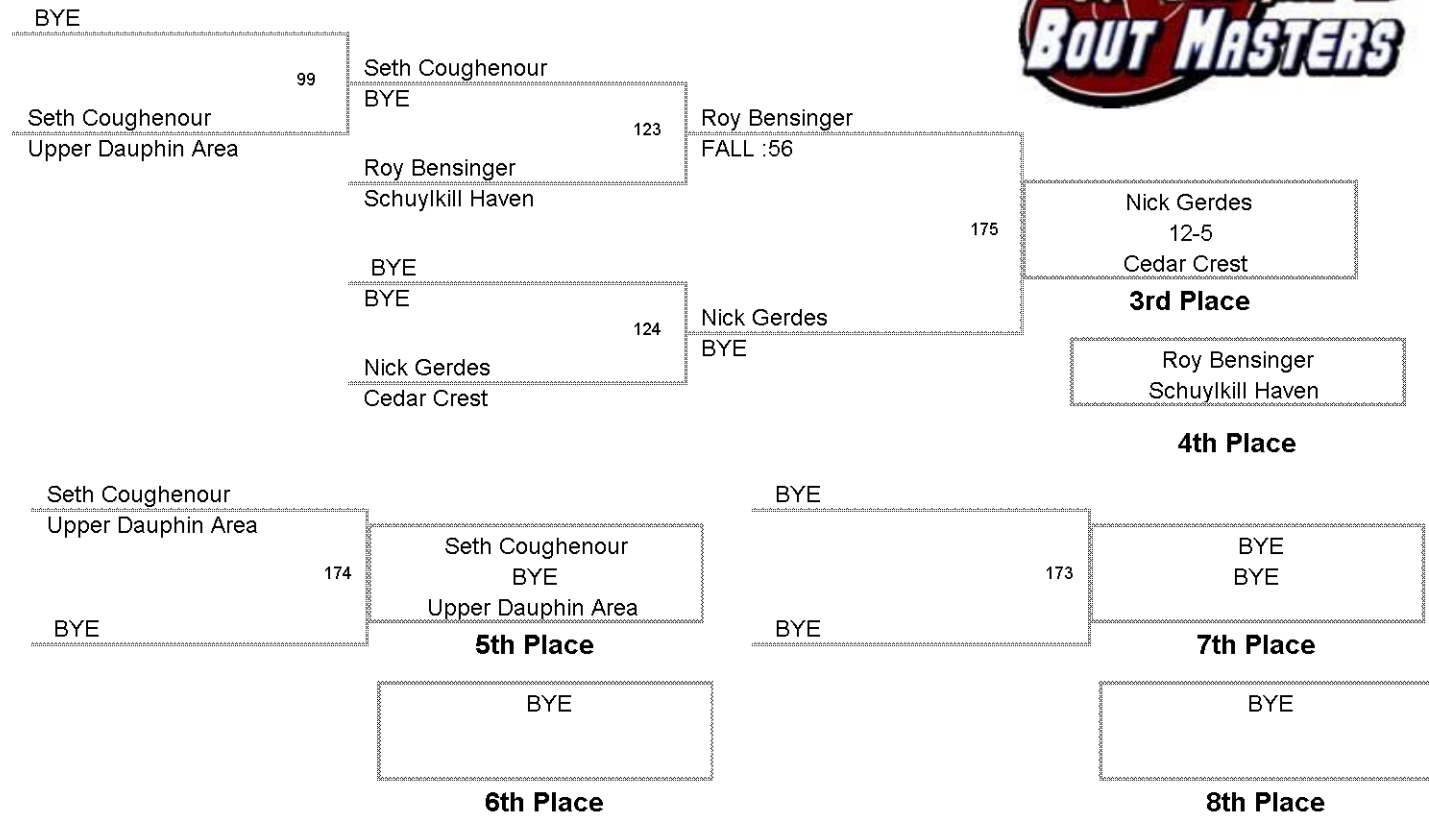 BYE
BOUT MASTERS
99
Seth Coughenour
BYE
Seth Coughenour
Upper Dauphin Area
123
Roy Bensinger
FALL :56
Roy Bensinger
Schuylkill Haven
175
Nick Gerdes
12-5
Cedar Crest
3rd Place
BYE
BYE
124
Nick Gerdes
BYE
Nick Gerdes
Cedar Crest
Roy Bensinger
Schuylkill Haven
4th Place
Seth Coughenour
Upper Dauphin Area
174
BYE
Seth Coughenour
BYE
Upper Dauphin Area
5th Place
BYE
6th Place
BYE
173
BYE
BYE
BYE
7th Place
BYE
8th Place